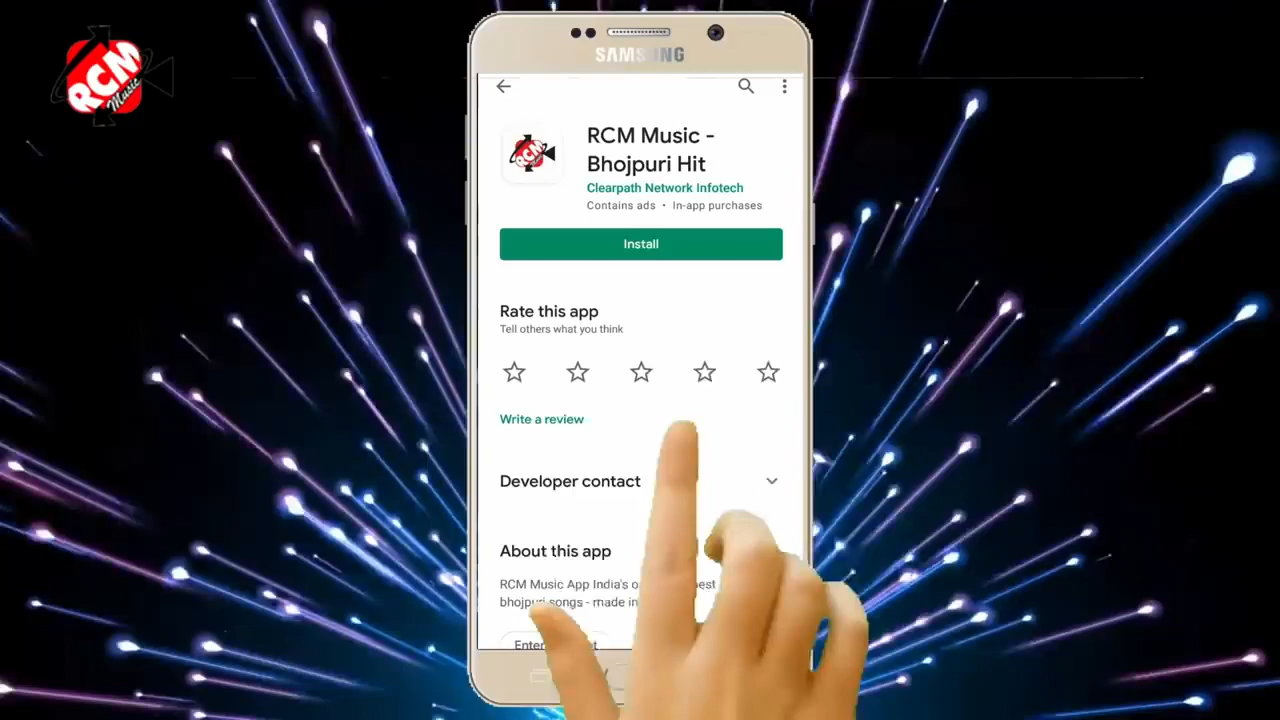 RCM
Music
SAMSUNG
RCM
RCM Music -
Bhojpuri Hit
Clearpath Network Infotech
Contains ads • In-app purchases
Install
Rate this app
Tell others what you think
Write a review
Developer contact
About this app
RCM Music App India's best
bhojpuri songs - made in